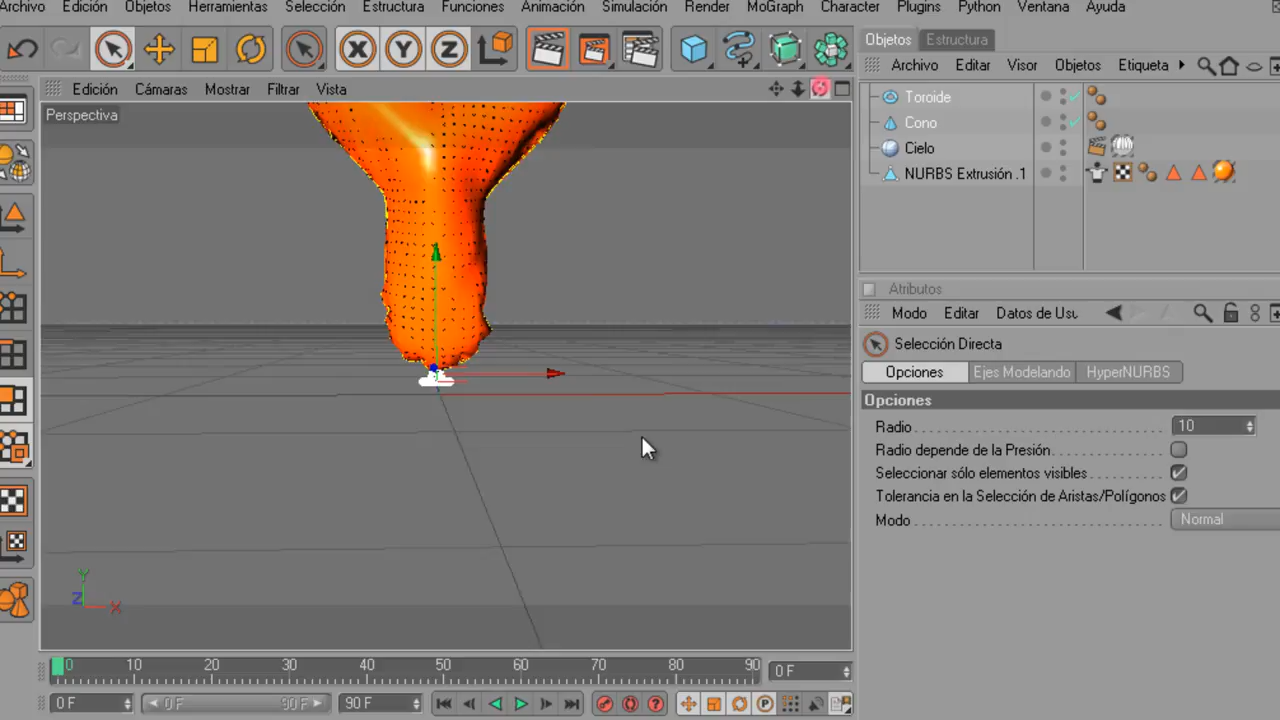 Archivo Edición Objetos Herramientas Selección Estructura Funciones Animación Simulación Render MoGraph Character Plugins Python Ventana Ayuda
X Y Z
Objetos Estructura
Archivo Editar Visor Objetos Etiqueta
Edición Cámaras Mostrar Filtrar Vista
Perspectiva
Toroide
Cono
Cielo
NURBS Extrusión .1
Atributos
Modo Editar Datos de Usu
Selección Directa
Opciones Ejes Modelando HyperNURBS
Opciones
Radio 10
Radio depende de la Presión
Seleccionar sólo elementos visibles
Tolerancia en la Selección de Aristas/Polígonos
Modo Normal
Y
Z X
0 10 20 30 40 50 60 70 80 90 0 F
0 F 0 F 90 F 90 F ? P